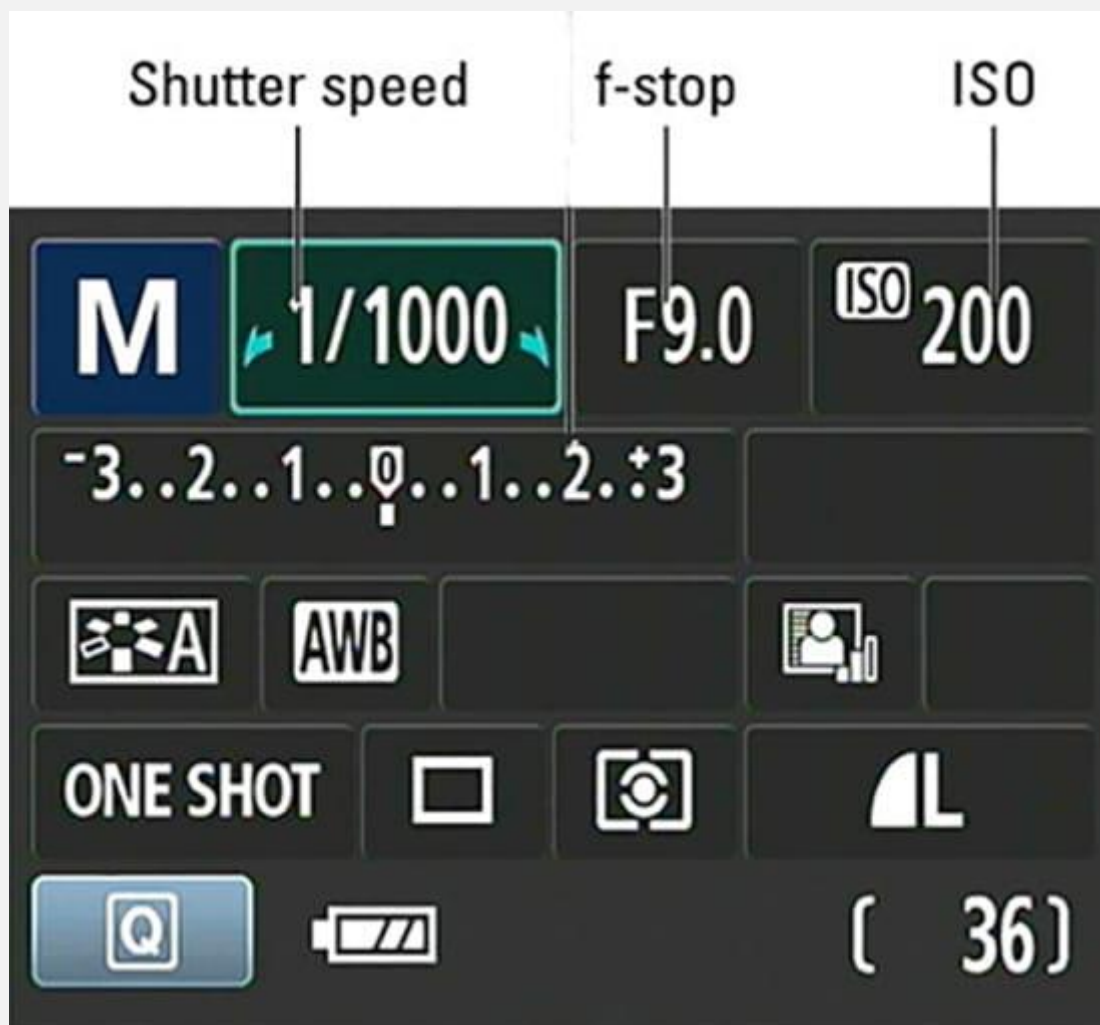 Shutter speed f-stop ISO
M 1/1000 F9.0 ISO 200
-3..2..1..0..1..2..+3
A AWB
ONE SHOT L
Q [ 36]